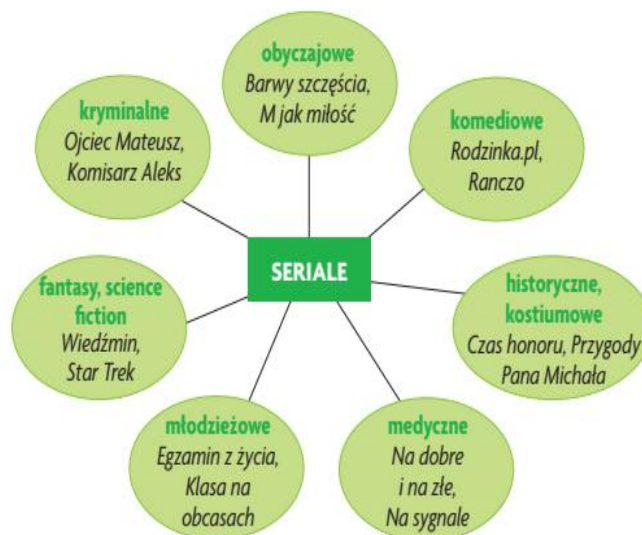 obyczajowe
Barwy szczęścia,
M jak miłość
kryminalne
Ojciec Mateusz,
Komisarz Aleks
komediowe
Rodzinka.pl,
Ranczo
SERIALE
fantasy, science
fiction
Wiedźmin,
Star Trek
historyczne,
kostiumowe
Czas honoru, Przygody
Pana Michała
młodzieżowe
Egzamin z życia,
Klasa na
obcasach
medyczne
Na dobre
i na złe,
Na sygnale